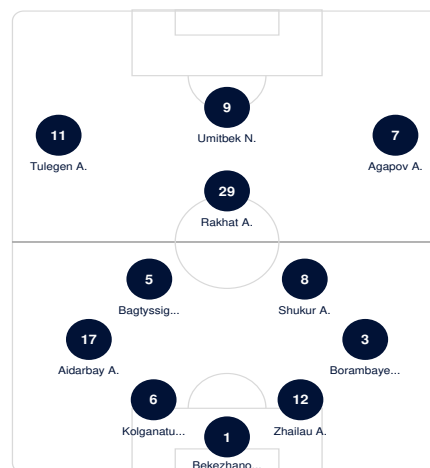 9
Umitbek N.
11
Tulegen A.
7
Agapov A.
29
Rakhat A.
5
Bagtyssig...
8
Shukur A.
17
Aidarbay A.
3
Borambaye...
6
Kolganatu...
12
Zhailau A.
1
Bekezhano...